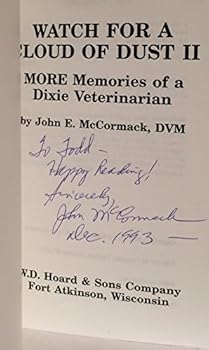 WATCH FOR A
CLOUD OF DUST II
MORE Memories of a
Dixie Veterinarian
by John E. McCormack, DVM
To Todd—
Happy Reading!
Sincerely,
John McCormack
Dec. 1993 —
W.D. Hoard & Sons Company
Fort Atkinson, Wisconsin